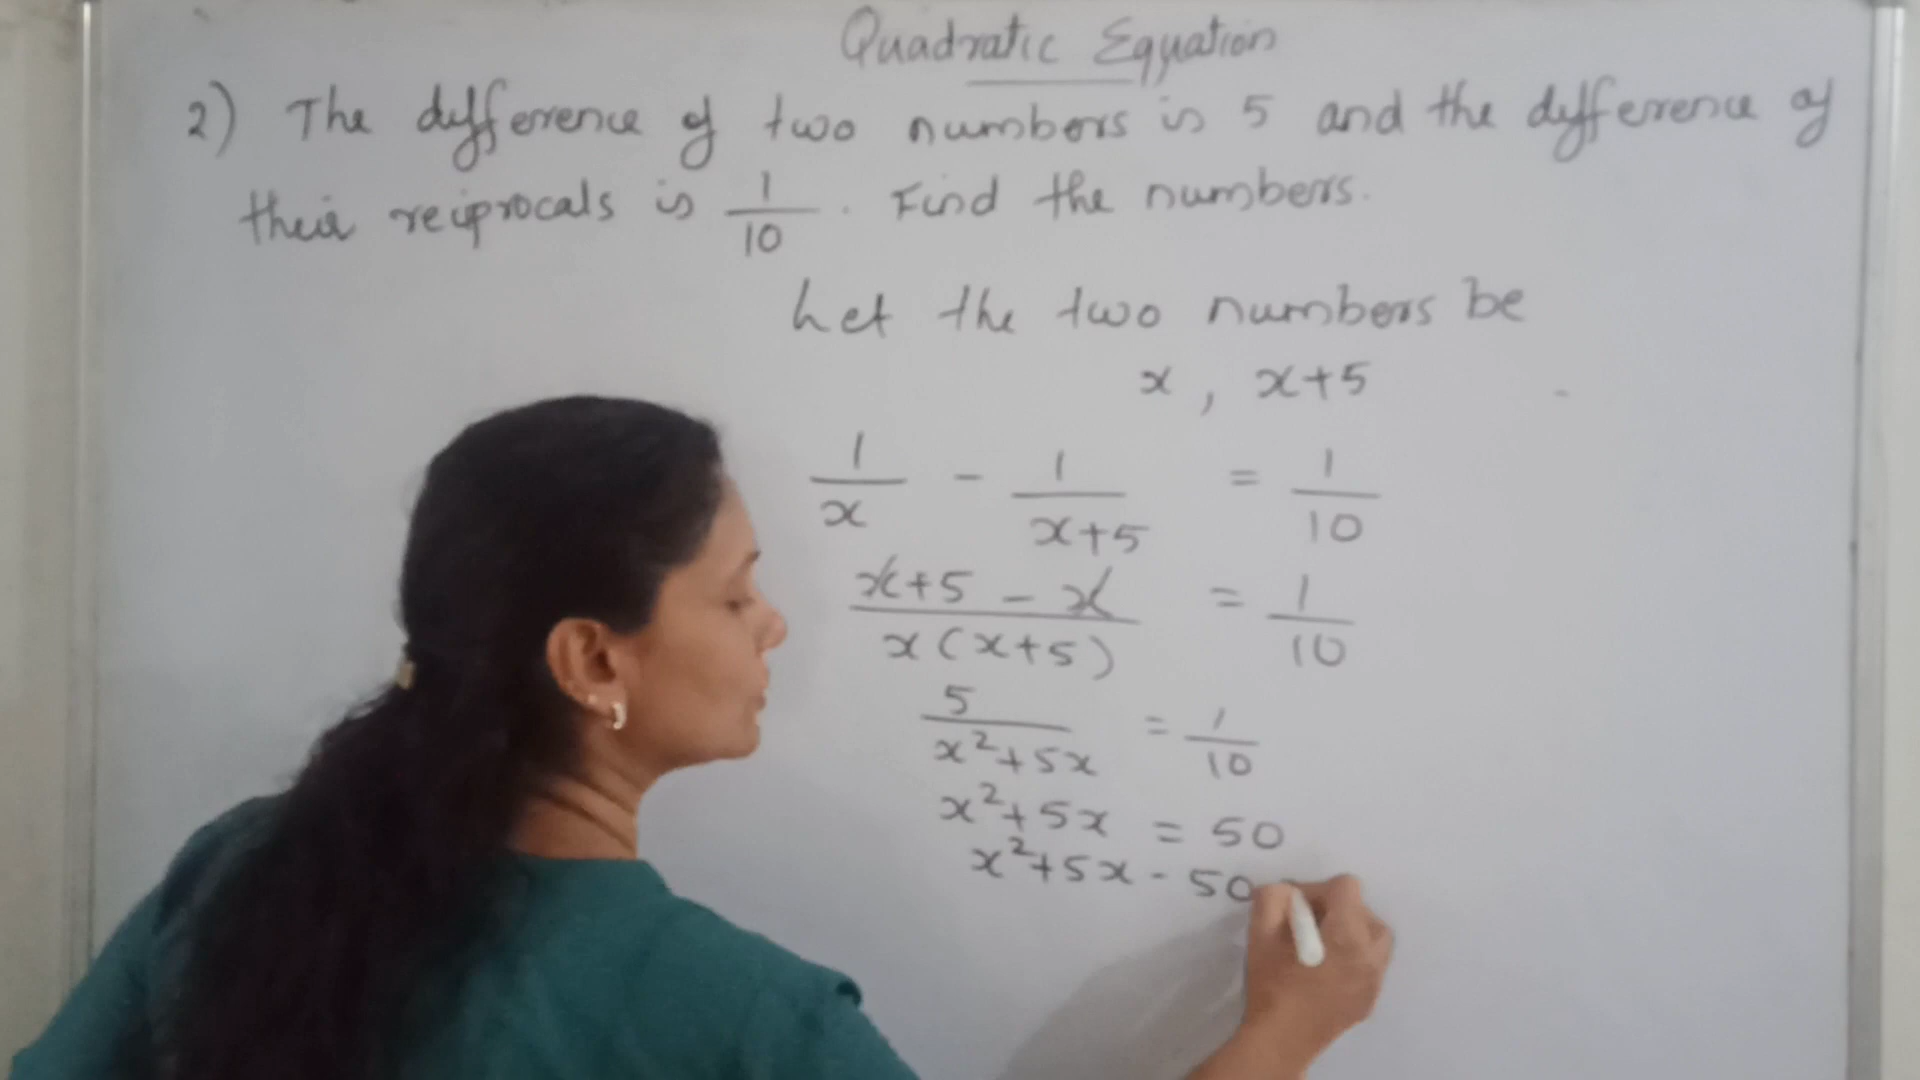 Quadratic Equation
2) The difference of two numbers is 5 and the difference of
their reciprocals is 1/10. Find the numbers.
Let the two numbers be
x, x+5
1/x - 1/(x+5) = 1/10
(x+5 - x)/(x(x+5)) = 1/10
5/(x²+5x) = 1/10
x²+5x = 50
x²+5x - 50